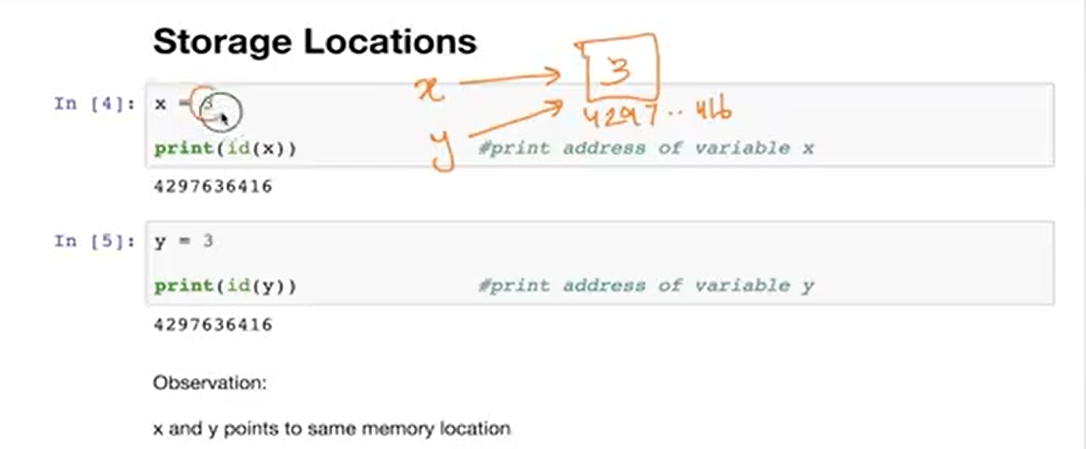 Storage Locations
3
x
4297..416
y
In [4]: x = 3
print(id(x)) #print address of variable x
4297636416
In [5]: y = 3
print(id(y)) #print address of variable y
4297636416
Observation:
x and y points to same memory location